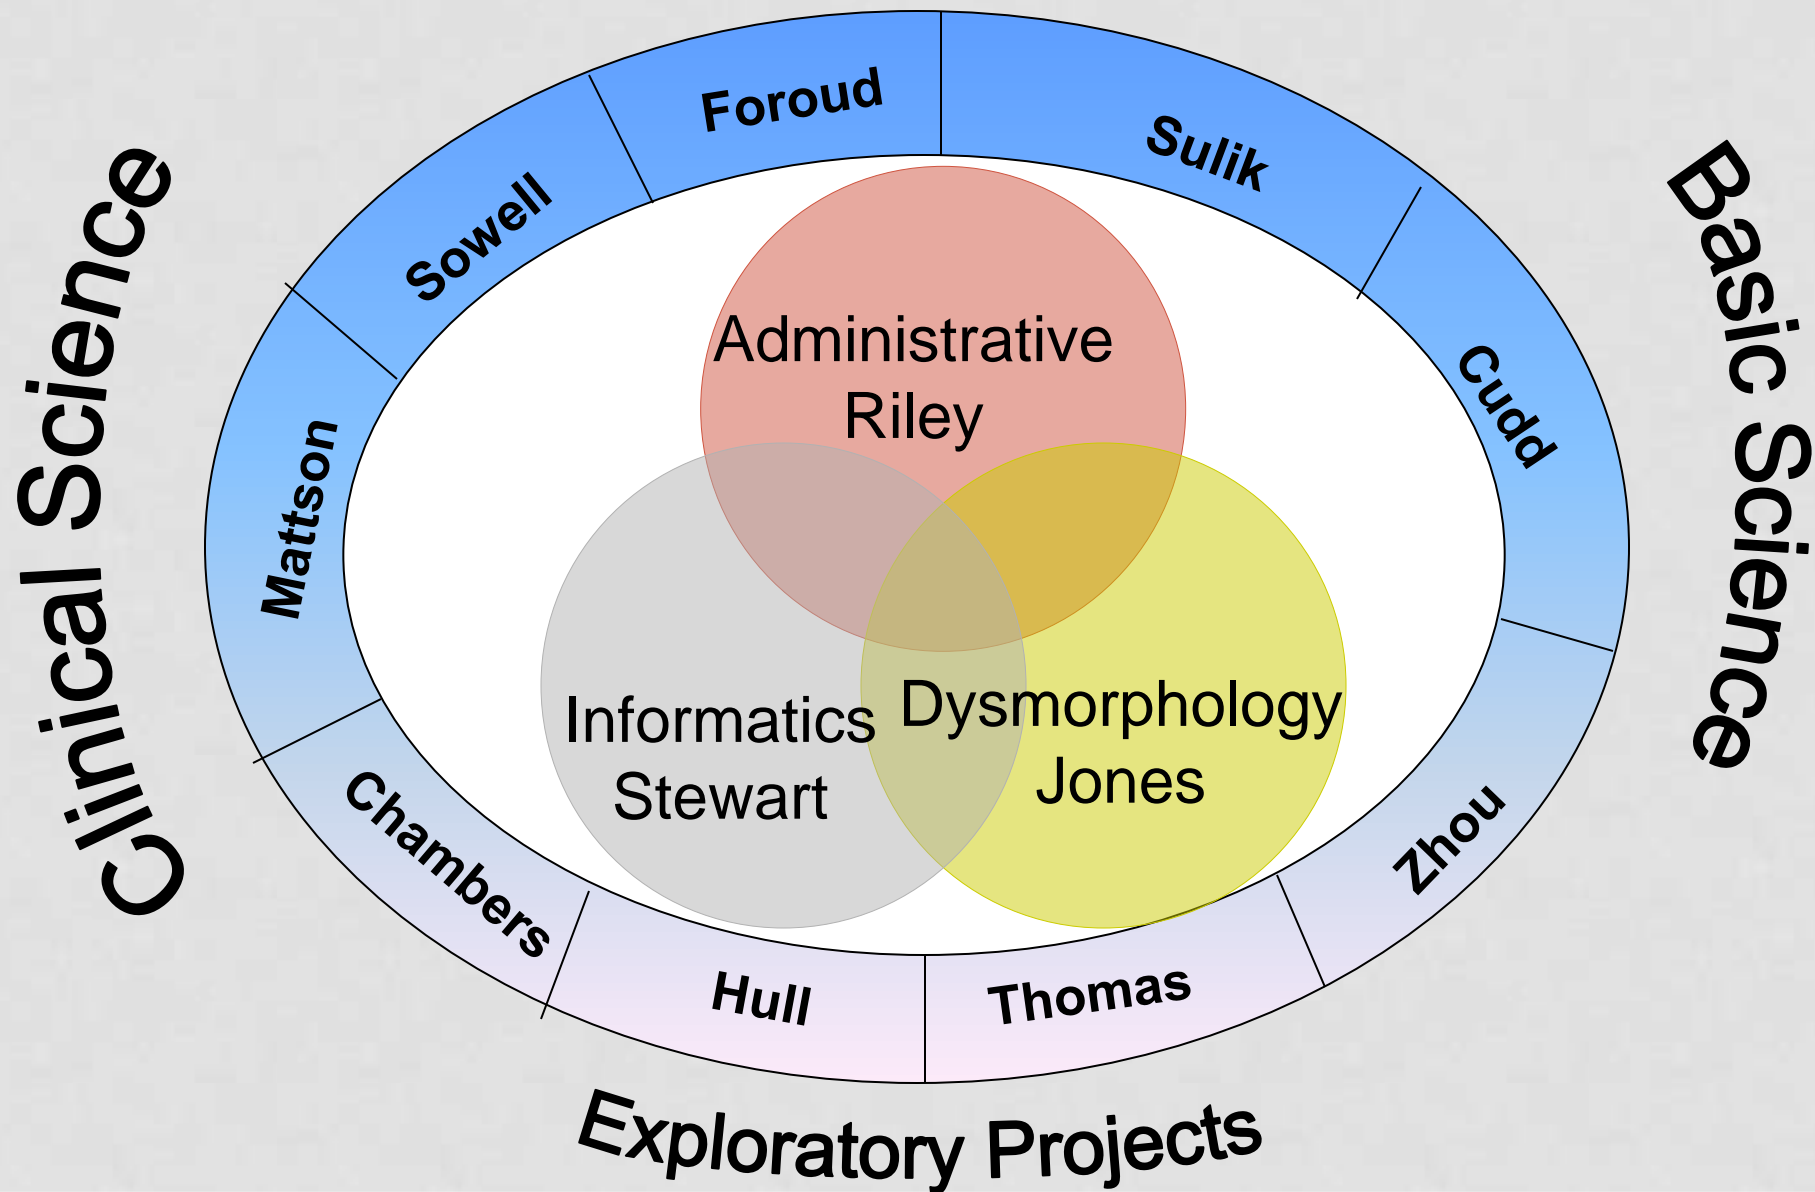 Clinical Science
Basic Science
Foroud
Sulik
Sowell
Cudd
Mattson
Administrative
Riley
Informatics
Stewart
Dysmorphology
Jones
Chambers
Zhou
Hull
Thomas
Exploratory Projects